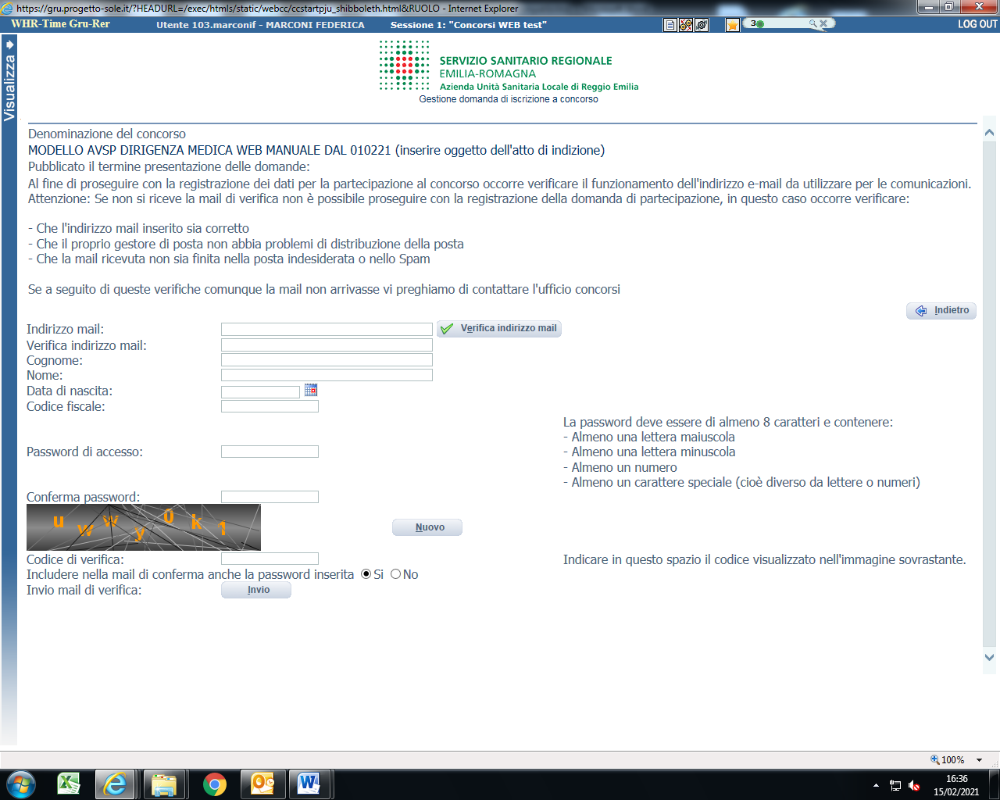 https://gru.progetto-sole.it/?HEADURL=/exec/htmls/static/webcc/ccstartpju_shibboleth.html&RUOLO - Internet Explorer
WHR-Time Gru-Rer
Utente 103.marconif - MARCONI FEDERICA
Sessione 1: "Concorsi WEB test"
3
LOG OUT
Visualizza
SERVIZIO SANITARIO REGIONALE
EMILIA-ROMAGNA
Azienda Unità Sanitaria Locale di Reggio Emilia
Gestione domanda di iscrizione a concorso
Denominazione del concorso
MODELLO AVSP DIRIGENZA MEDICA WEB MANUALE DAL 010221 (inserire oggetto dell'atto di indizione)
Pubblicato il termine presentazione delle domande:
Al fine di proseguire con la registrazione dei dati per la partecipazione al concorso occorre verificare il funzionamento dell'indirizzo e-mail da utilizzare per le comunicazioni.
Attenzione: Se non si riceve la mail di verifica non è possibile proseguire con la registrazione della domanda di partecipazione, in questo caso occorre verificare:
- Che l'indirizzo mail inserito sia corretto
- Che il proprio gestore di posta non abbia problemi di distribuzione della posta
- Che la mail ricevuta non sia finita nella posta indesiderata o nello Spam
Se a seguito di queste verifiche comunque la mail non arrivasse vi preghiamo di contattare l'ufficio concorsi
Indietro
Indirizzo mail:
Verifica indirizzo mail
Verifica indirizzo mail:
Cognome:
Nome:
Data di nascita:
Codice fiscale:
La password deve essere di almeno 8 caratteri e contenere:
- Almeno una lettera maiuscola
- Almeno una lettera minuscola
- Almeno un numero
- Almeno un carattere speciale (cioè diverso da lettere o numeri)
Password di accesso:
Conferma password:
u w w y 0 k 1
Nuovo
Codice di verifica:
Indicare in questo spazio il codice visualizzato nell'immagine sovrastante.
Includere nella mail di conferma anche la password inserita Si No
Invio mail di verifica:
Invio
100%
16:36
15/02/2021